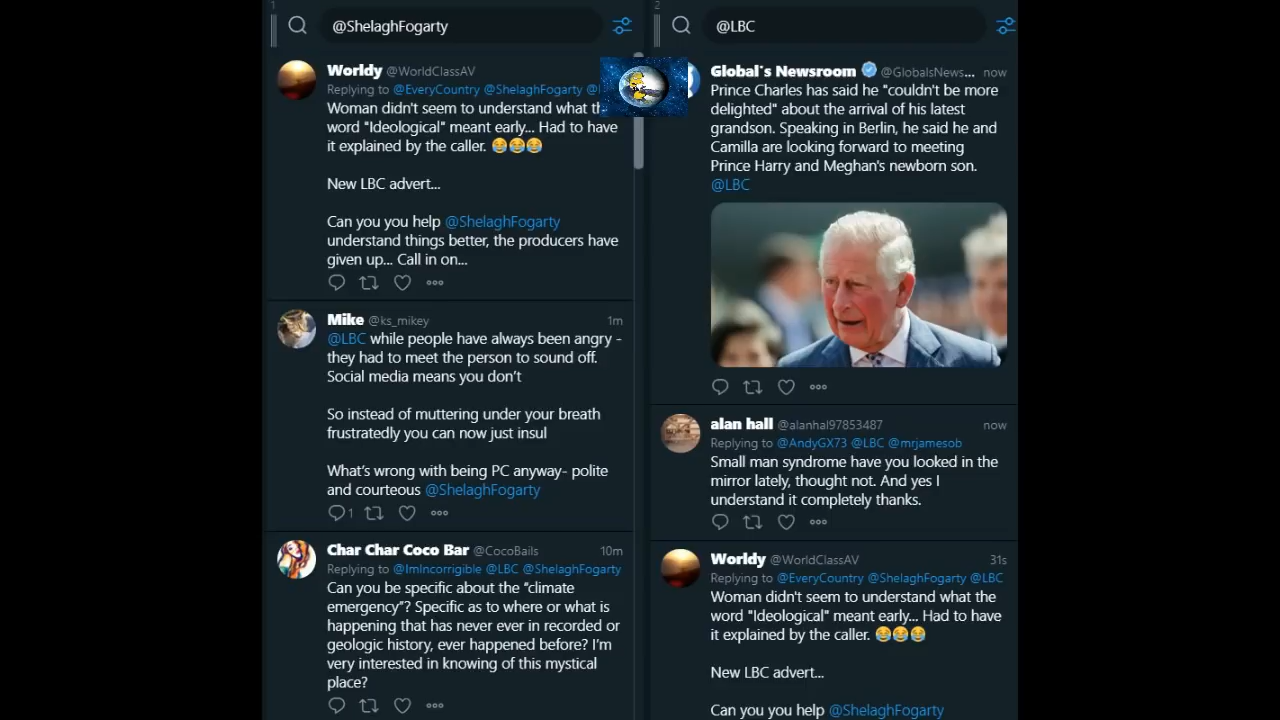 1
@ShelaghFogarty
Worldy @WorldClassAV
Replying to @EveryCountry @ShelaghFogarty @l
Woman didn't seem to understand what th
word "Ideological" meant early... Had to have
it explained by the caller. 😂😂😂
New LBC advert...
Can you you help @ShelaghFogarty
understand things better, the producers have
given up... Call in on...
Mike @ks_mikey 1m
@LBC while people have always been angry -
they had to meet the person to sound off.
Social media means you don't
So instead of muttering under your breath
frustratedly you can now just insul
What's wrong with being PC anyway- polite
and courteous @ShelaghFogarty
1
Char Char Coco Bar @CocoBails 10m
Replying to @ImIncorrigible @LBC @ShelaghFogarty
Can you be specific about the "climate
emergency"? Specific as to where or what is
happening that has never ever in recorded or
geologic history, ever happened before? I'm
very interested in knowing of this mystical
place?
2
@LBC
Global's Newsroom @GlobalsNews... now
Prince Charles has said he "couldn't be more
delighted" about the arrival of his latest
grandson. Speaking in Berlin, he said he and
Camilla are looking forward to meeting
Prince Harry and Meghan's newborn son.
@LBC
alan hall @alanhal97853487 now
Replying to @AndyGX73 @LBC @mrjamesob
Small man syndrome have you looked in the
mirror lately, thought not. And yes I
understand it completely thanks.
Worldy @WorldClassAV 31s
Replying to @EveryCountry @ShelaghFogarty @LBC
Woman didn't seem to understand what the
word "Ideological" meant early... Had to have
it explained by the caller. 😂😂😂
New LBC advert...
Can you you help @ShelaghFogarty